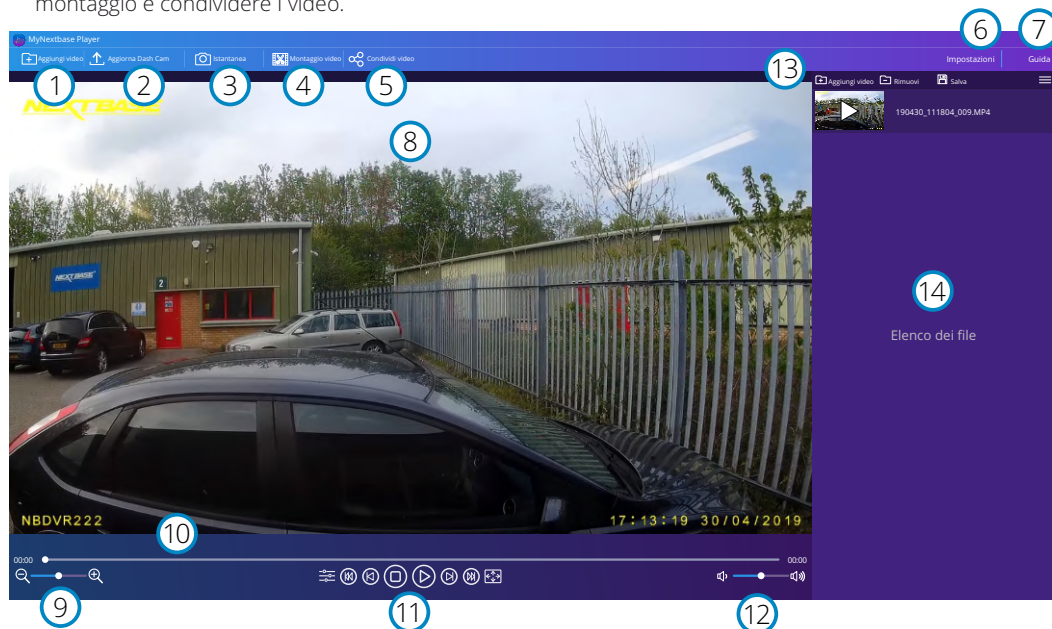 montaggio e condividere i video.
6 7
MyNextbase Player
Aggiungi video Aggiorna Dash Cam Istantanea Montaggio video Condividi video Impostazioni Guida
1 2 3 4 5 13
Aggiungi video Rimuovi Salva
NEXTBASE
190430_111804_009.MP4
8
NEXTBASE
2
14
Elenco dei file
NBDVR222 17:13:19 30/04/2019
10
00:00 00:00
9 11 12